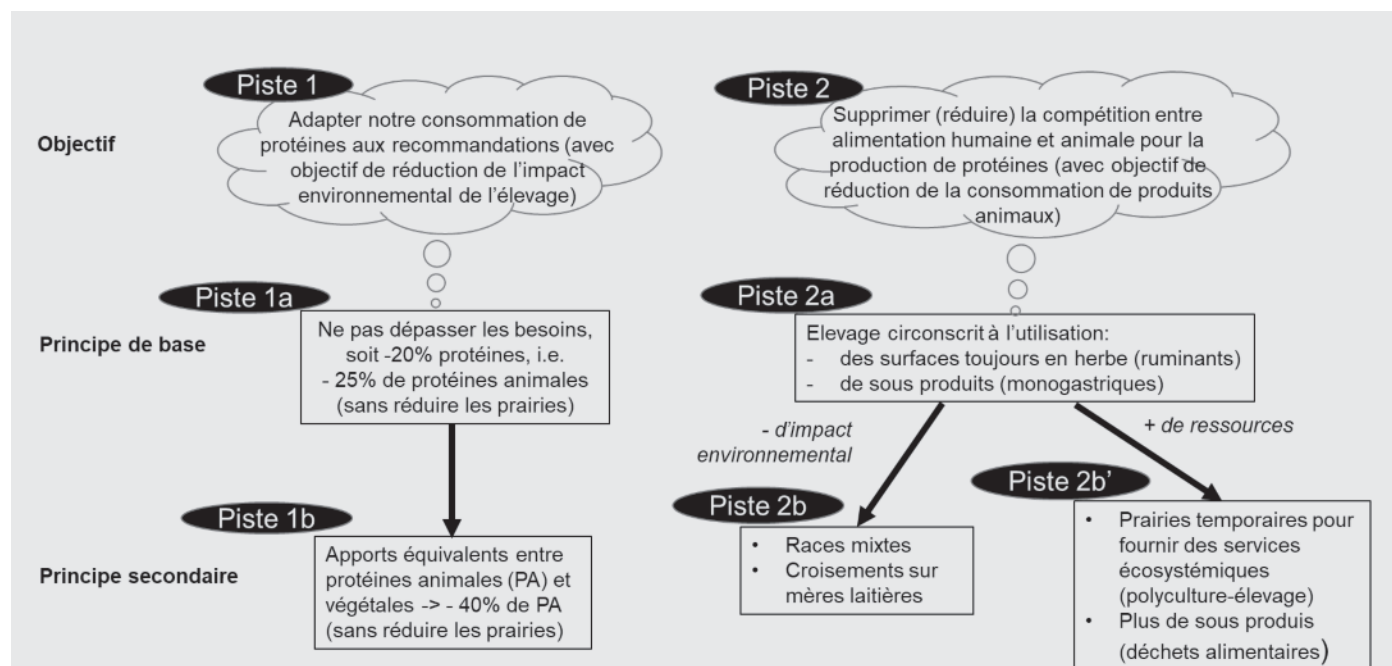 Piste 1
Piste 2
Objectif
Adapter notre consommation de
protéines aux recommandations (avec
objectif de réduction de l'impact
environnemental de l'élevage)
Supprimer (réduire) la compétition entre
alimentation humaine et animale pour la
production de protéines (avec objectif de
réduction de la consommation de produits
animaux)
Piste 1a
Piste 2a
Principe de base
Ne pas dépasser les besoins,
soit -20% protéines, i.e.
- 25% de protéines animales
(sans réduire les prairies)
Elevage circonscrit à l'utilisation:
- des surfaces toujours en herbe (ruminants)
- de sous produits (monogastriques)
- d'impact
environnemental
+ de ressources
Piste 1b
Piste 2b
Piste 2b'
Principe secondaire
Apports équivalents entre
protéines animales (PA) et
végétales -> - 40% de PA
(sans réduire les prairies)
• Races mixtes
• Croisements sur
mères laitières
• Prairies temporaires pour
fournir des services
écosystémiques
(polyculture-élevage)
• Plus de sous produit
(déchets alimentaires)